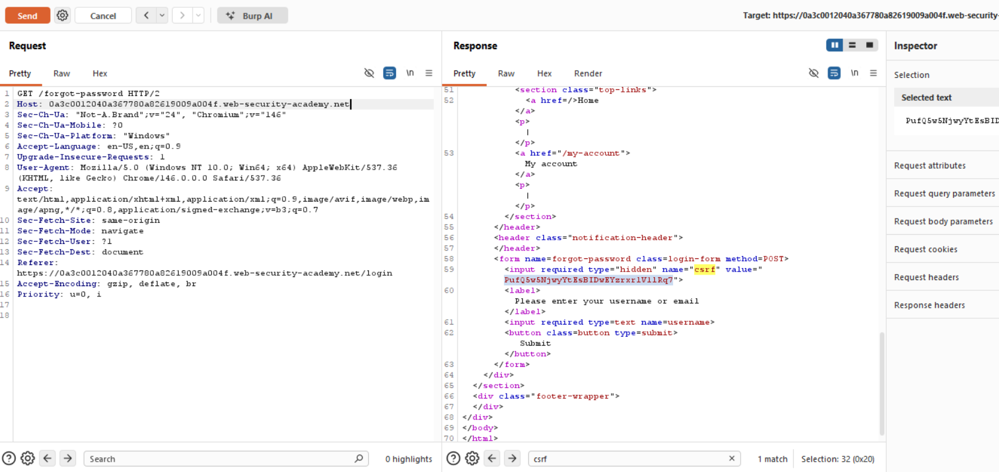 Send
Cancel
Burp AI
Target: https://0a3c0012040a367780a82619009a004f.web-security-
Request
Pretty
Raw
Hex
\n
1 GET /forgot-password HTTP/2
2 Host: 0a3c0012040a367780a82619009a004f.web-security-academy.net
3 Sec-Ch-Ua: "Not-A.Brand";v="24", "Chromium";v="146"
4 Sec-Ch-Ua-Mobile: ?0
5 Sec-Ch-Ua-Platform: "Windows"
6 Accept-Language: en-US,en;q=0.9
7 Upgrade-Insecure-Requests: 1
8 User-Agent: Mozilla/5.0 (Windows NT 10.0; Win64; x64) AppleWebKit/537.36
(KHTML, like Gecko) Chrome/146.0.0.0 Safari/537.36
9 Accept:
text/html,application/xhtml+xml,application/xml;q=0.9,image/avif,image/webp,im
age/apng,*/*;q=0.8,application/signed-exchange;v=b3;q=0.7
10 Sec-Fetch-Site: same-origin
11 Sec-Fetch-Mode: navigate
12 Sec-Fetch-User: ?1
13 Sec-Fetch-Dest: document
14 Referer:
https://0a3c0012040a367780a82619009a004f.web-security-academy.net/login
15 Accept-Encoding: gzip, deflate, br
16 Priority: u=0, i
17
18
Search
0 highlights
Response
Pretty
Raw
Hex
Render
\n
51 <section class="top-links">
52 <a href=/>Home
</a>
<p>
|
</p>
53 <a href="/my-account">
My account
</a>
<p>
|
</p>
54 </section>
55 </header>
56 <header class="notification-header">
57 </header>
58 <form name=forgot-password class=login-form method=POST>
59 <input required type="hidden" name="csrf" value="
PufQ5w5NjwyYtEsBIDwEYzrxrlVllRq7">
60 <label>
Please enter your username or email
</label>
61 <input required type=text name=username>
62 <button class=button type=submit>
Submit
</button>
63 </form>
64 </div>
65 </section>
66 <div class="footer-wrapper">
67 </div>
68 </div>
69 </body>
70 </html>
csrf
1 match
Selection: 32 (0x20)
Inspector
Selection
Selected text
PufQ5w5NjwyYtEsBID
Request attributes
Request query parameters
Request body parameters
Request cookies
Request headers
Response headers